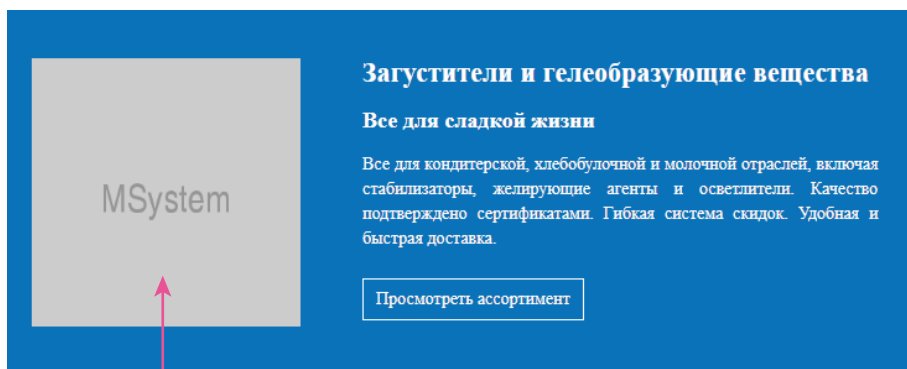 MSystem
Загустители и гелеобразующие вещества
Все для сладкой жизни
Все для кондитерской, хлебобулочной и молочной отраслей, включая
стабилизаторы, желирующие агенты и осветлители. Качество
подтверждено сертификатами. Гибкая система скидок. Удобная и
быстрая доставка.
Просмотреть ассортимент